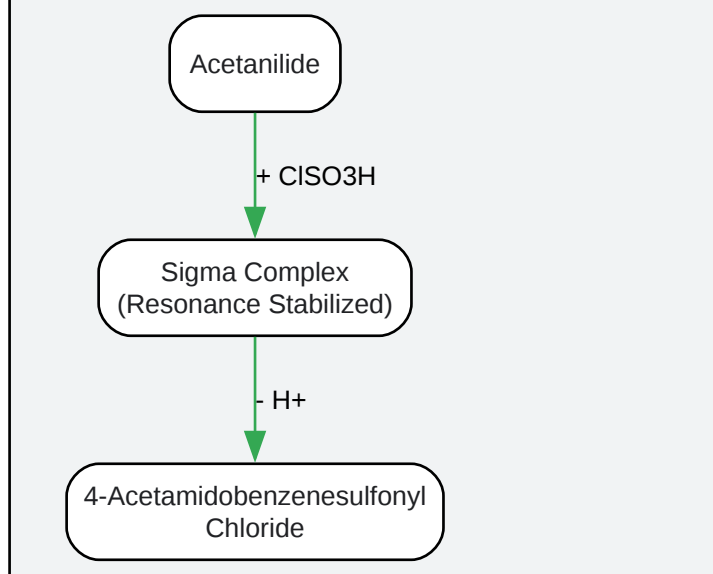 Acetanilide
+ ClSO3H
Sigma Complex
(Resonance Stabilized)
- H+
4-Acetamidobenzenesulfonyl
Chloride